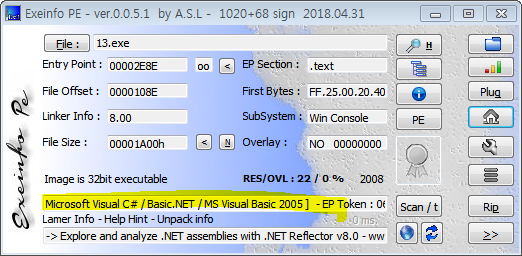 Exeinfo PE - ver.0.0.5.1 by A.S.L - 1020+68 sign 2018.04.31
File : 13.exe H
Entry Point : 00002E8E oo < EP Section : .text
File Offset : 0000108E First Bytes : FF.25.00.20.40 Plug
Linker Info : 8.00 SubSystem : Win Console PE
File Size : 00001A00h < N Overlay : NO 00000000
Image is 32bit executable RES/OVL : 22 / 0 % 2008
Microsoft Visual C# / Basic.NET / MS Visual Basic 2005 ] - EP Token : 06 Scan / t Rip
Lamer Info - Help Hint - Unpack info 0 ms.
-> Explore and analyze .NET assemblies with .NET Reflector v8.0 - ww >>
Exeinfo Pe